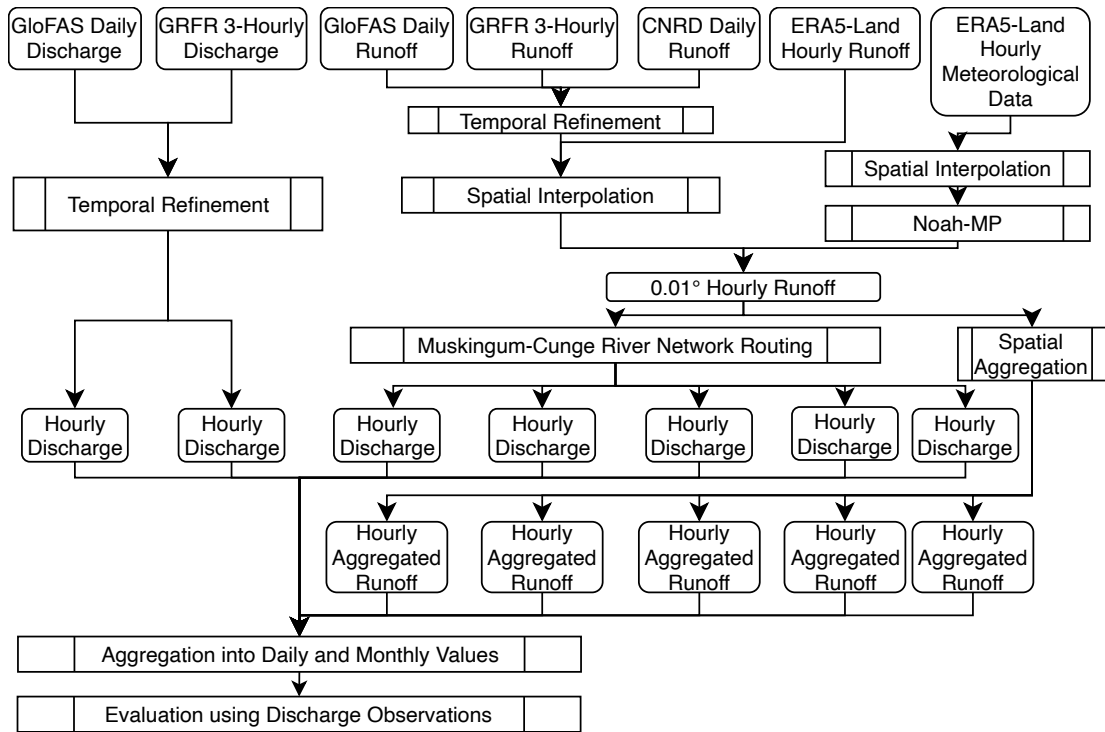 GloFAS Daily
Discharge
GRFR 3-Hourly
Discharge
GloFAS Daily
Runoff
GRFR 3-Hourly
Runoff
CNRD Daily
Runoff
ERA5-Land
Hourly Runoff
ERA5-Land
Hourly
Meteorological
Data
Temporal Refinement
Spatial Interpolation
Temporal Refinement
Spatial Interpolation
Noah-MP
0.01° Hourly Runoff
Muskingum-Cunge River Network Routing
Spatial
Aggregation
Hourly
Discharge
Hourly
Discharge
Hourly
Discharge
Hourly
Discharge
Hourly
Discharge
Hourly
Discharge
Hourly
Discharge
Hourly
Aggregated
Runoff
Hourly
Aggregated
Runoff
Hourly
Aggregated
Runoff
Hourly
Aggregated
Runoff
Hourly
Aggregated
Runoff
Aggregation into Daily and Monthly Values
Evaluation using Discharge Observations